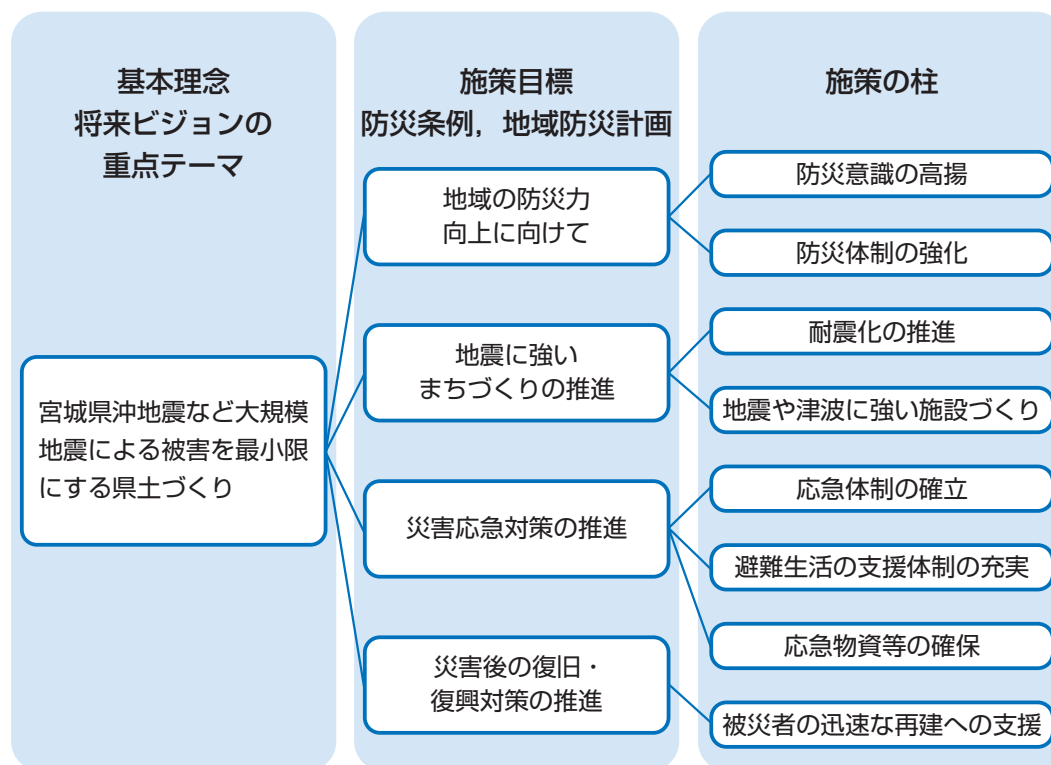 基本理念
将来ビジョンの
重点テーマ
宮城県沖地震など大規模
地震による被害を最小限
にする県土づくり
施策目標
防災条例，地域防災計画
地域の防災力
向上に向けて
地震に強い
まちづくりの推進
災害応急対策の推進
災害後の復旧・
復興対策の推進
施策の柱
防災意識の高揚
防災体制の強化
耐震化の推進
地震や津波に強い施設づくり
応急体制の確立
避難生活の支援体制の充実
応急物資等の確保
被災者の迅速な再建への支援